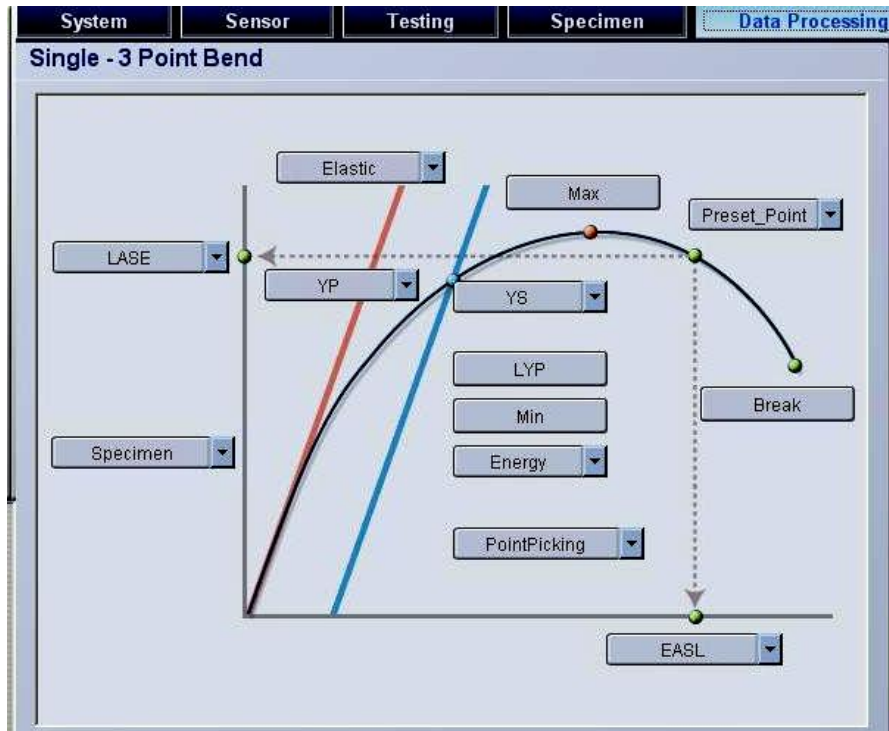 System Sensor Testing Specimen Data Processing
Single - 3 Point Bend
Elastic
Max
Preset_Point
LASE
YP
YS
LYP
Min
Break
Specimen
Energy
PointPicking
EASL